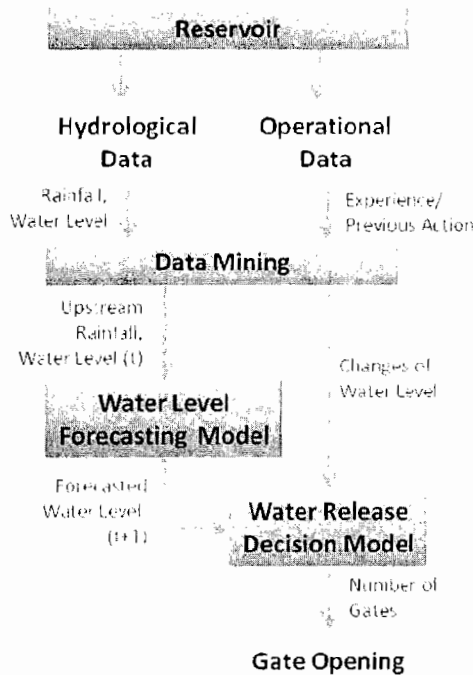 Reservoir
Hydrological
Data
Operational
Data
Rainfall,
Water Level
Experience/
Previous Action
Data Mining
Upstream
Rainfall,
Water Level (t)
Changes of
Water Level
Water Level
Forecasting Model
Forecasted
Water Level
(t+1)
Water Release
Decision Model
Number of
Gates
Gate Opening